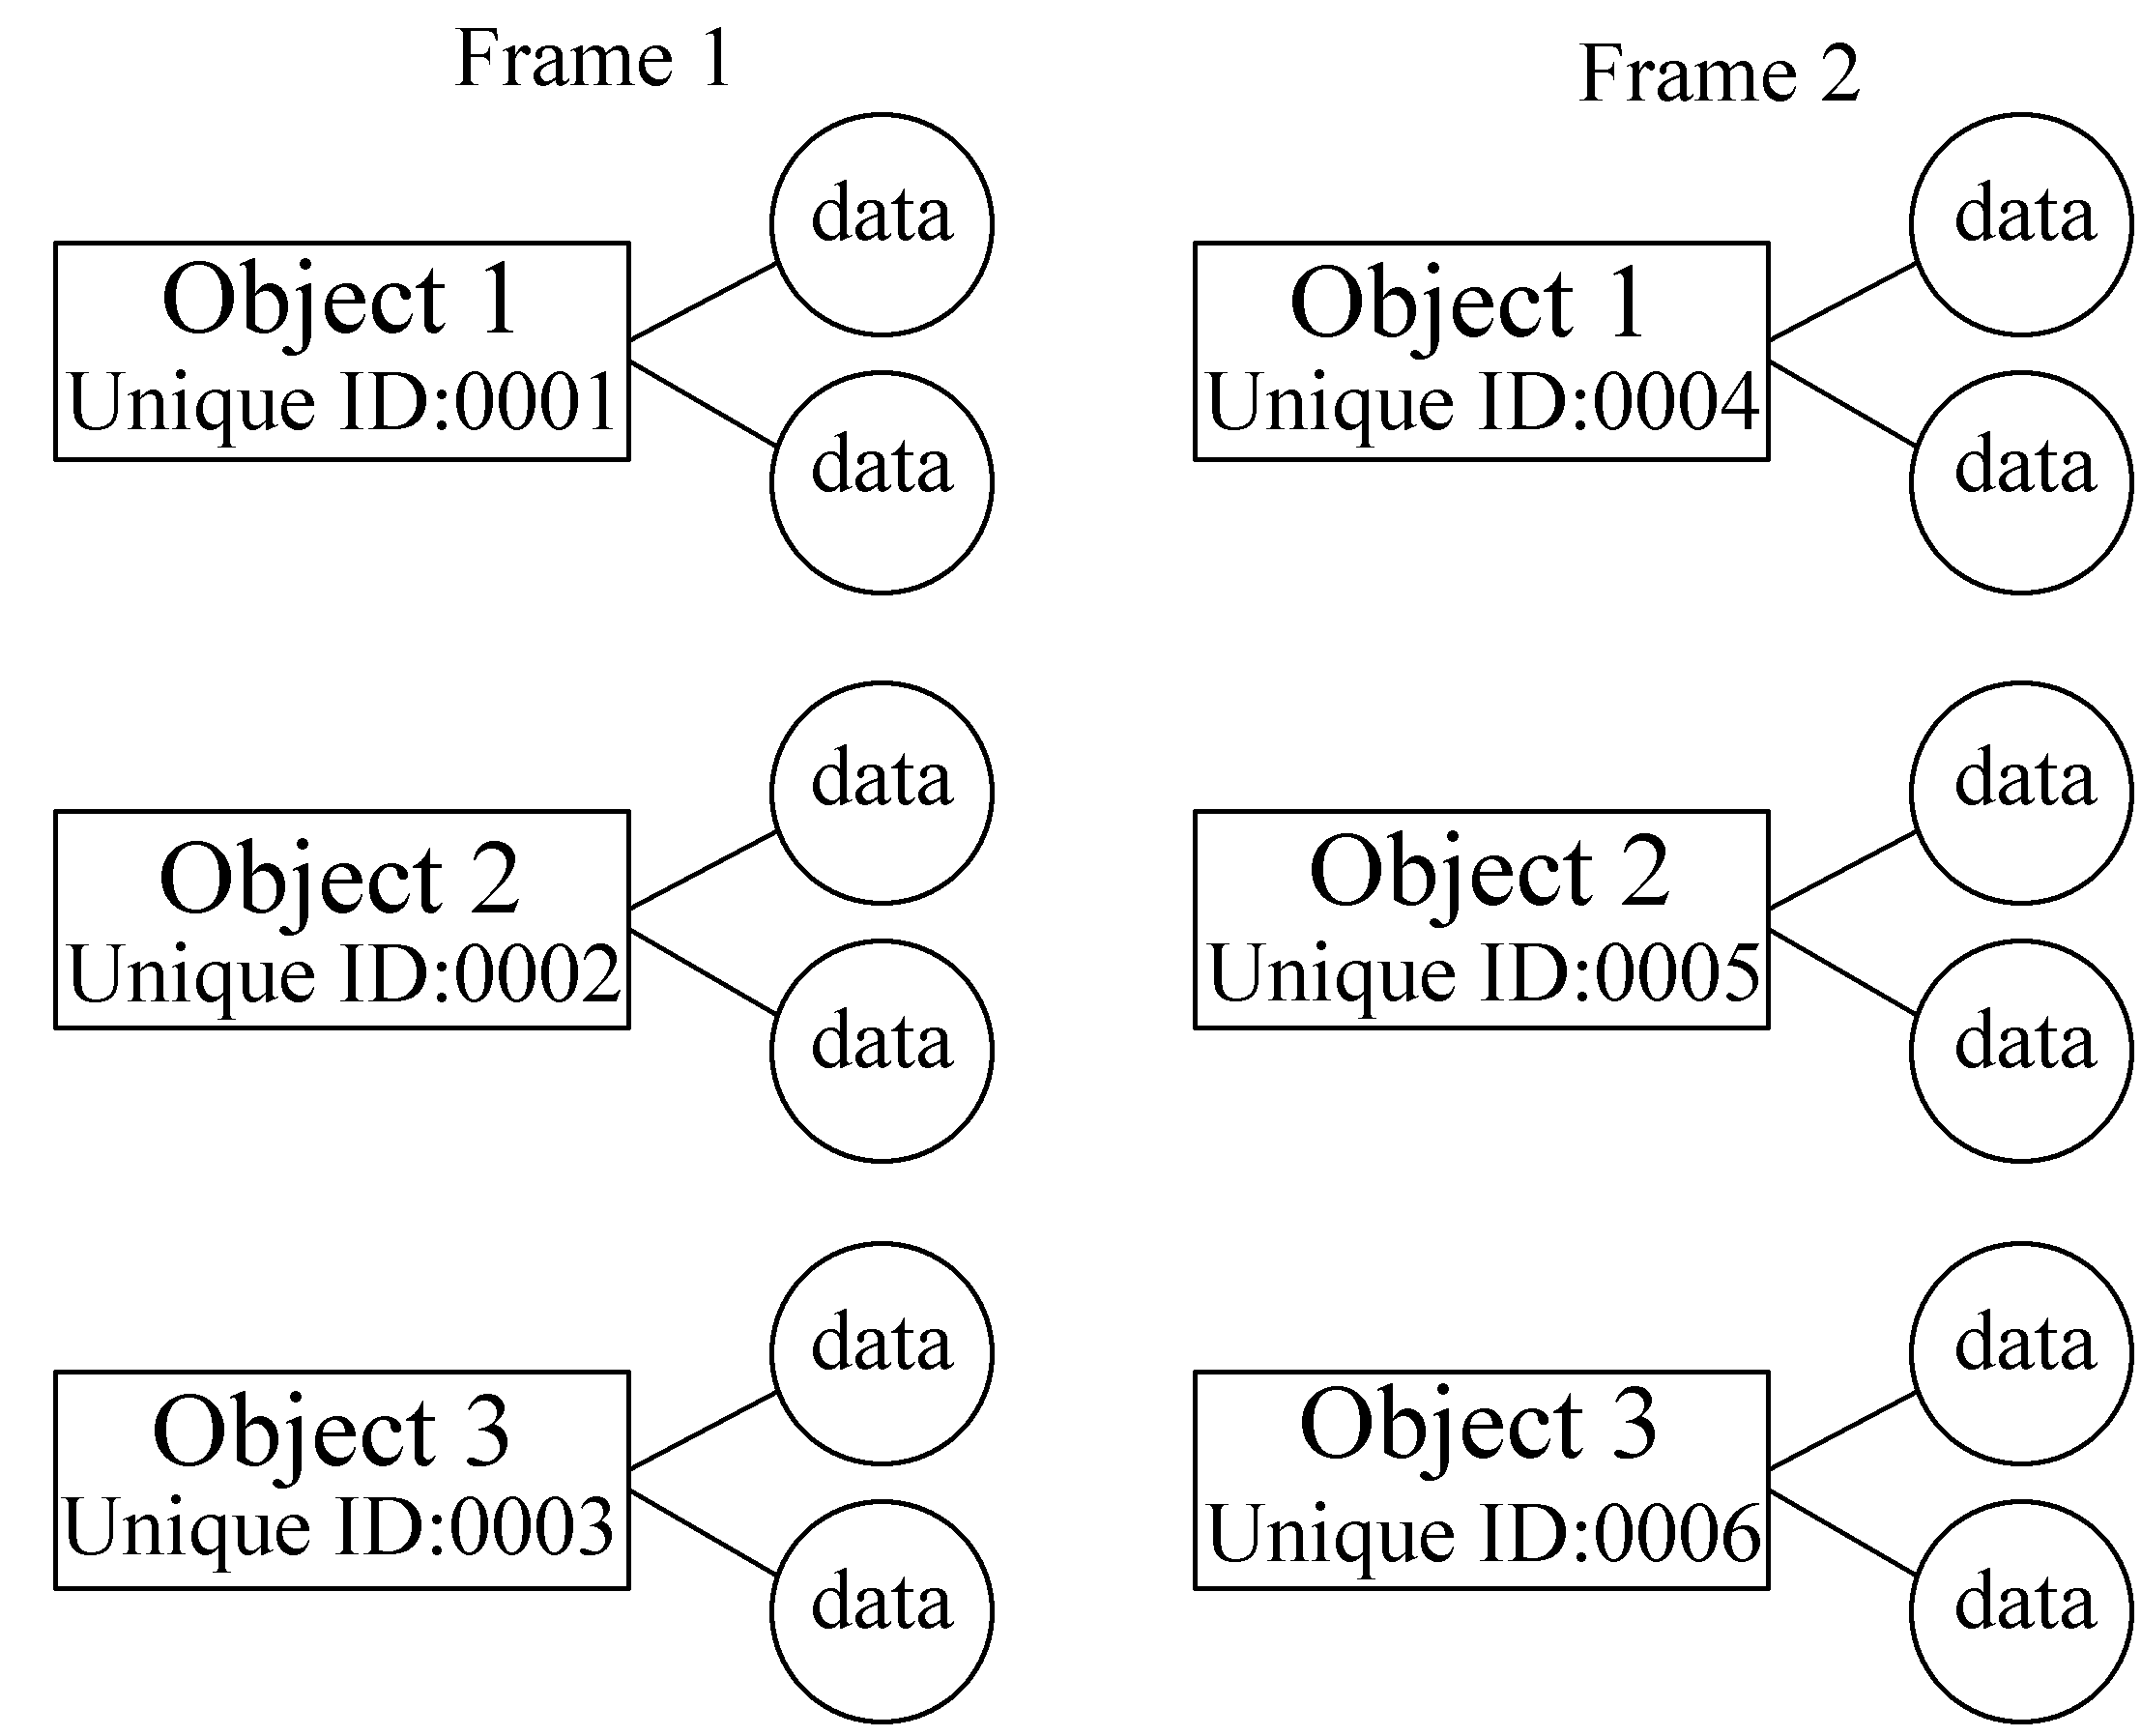 Frame 1
data
Object 1
Unique ID:0001
data
data
Object 2
Unique ID:0002
data
data
Object 3
Unique ID:0003
data
Frame 2
data
Object 1
Unique ID:0004
data
data
Object 2
Unique ID:0005
data
data
Object 3
Unique ID:0006
data